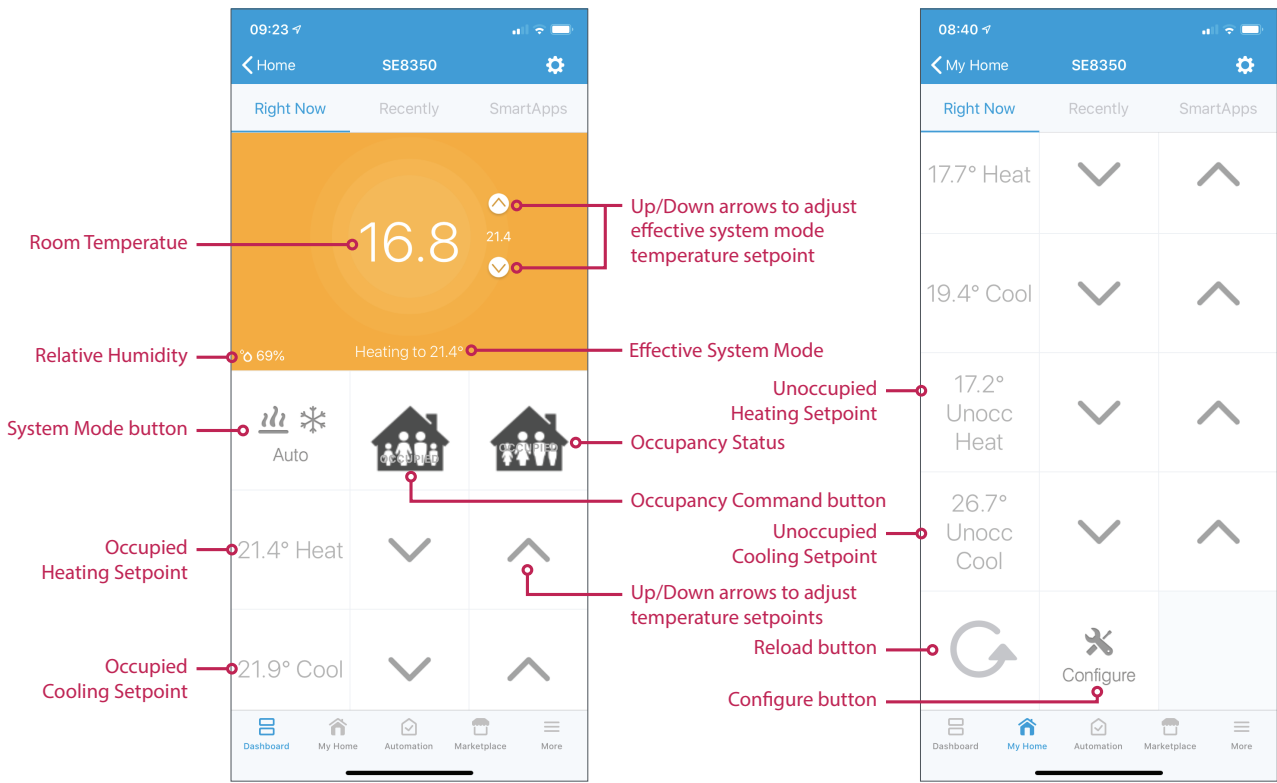 09:23
Home
SE8350
Right Now
Recently
SmartApps
16.8
21.4
69%
Heating to 21.4°
Auto
OCCUPIED
OCCUPIED
21.4° Heat
21.9° Cool
Dashboard
My Home
Automation
Marketplace
More
Room Temperatue
Relative Humidity
System Mode button
Occupied
Heating Setpoint
Occupied
Cooling Setpoint
Up/Down arrows to adjust
effective system mode
temperature setpoint
Effective System Mode
Occupancy Status
Occupancy Command button
Up/Down arrows to adjust
temperature setpoints
Unoccupied
Heating Setpoint
Unoccupied
Cooling Setpoint
Reload button
Configure button
08:40
My Home
SE8350
Right Now
Recently
SmartApps
17.7° Heat
19.4° Cool
17.2°
Unocc
Heat
26.7°
Unocc
Cool
Configure
Dashboard
My Home
Automation
Marketplace
More